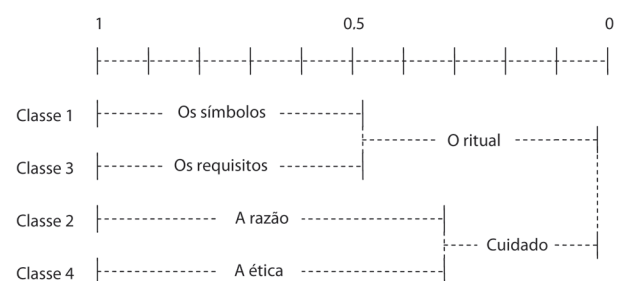 1 0.5 0
Classe 1 Os símbolos
O ritual
Classe 3 Os requisitos
Classe 2 A razão
Cuidado
Classe 4 A ética